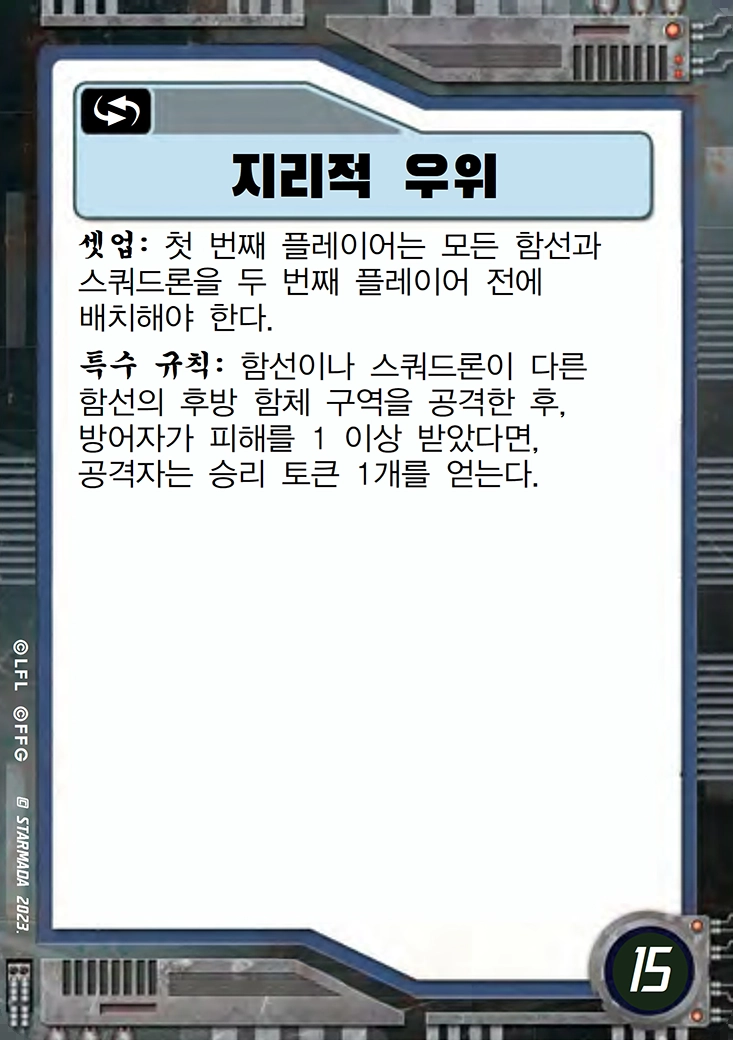 지리적 우위
셋업: 첫 번째 플레이어는 모든 함선과
스쿼드론을 두 번째 플레이어 전에
배치해야 한다.
특수 규칙: 함선이나 스쿼드론이 다른
함선의 후방 함체 구역을 공격한 후,
방어자가 피해를 1 이상 받았다면,
공격자는 승리 토큰 1개를 얻는다.
©LFL ©FFG © STARMADA 2023.
15